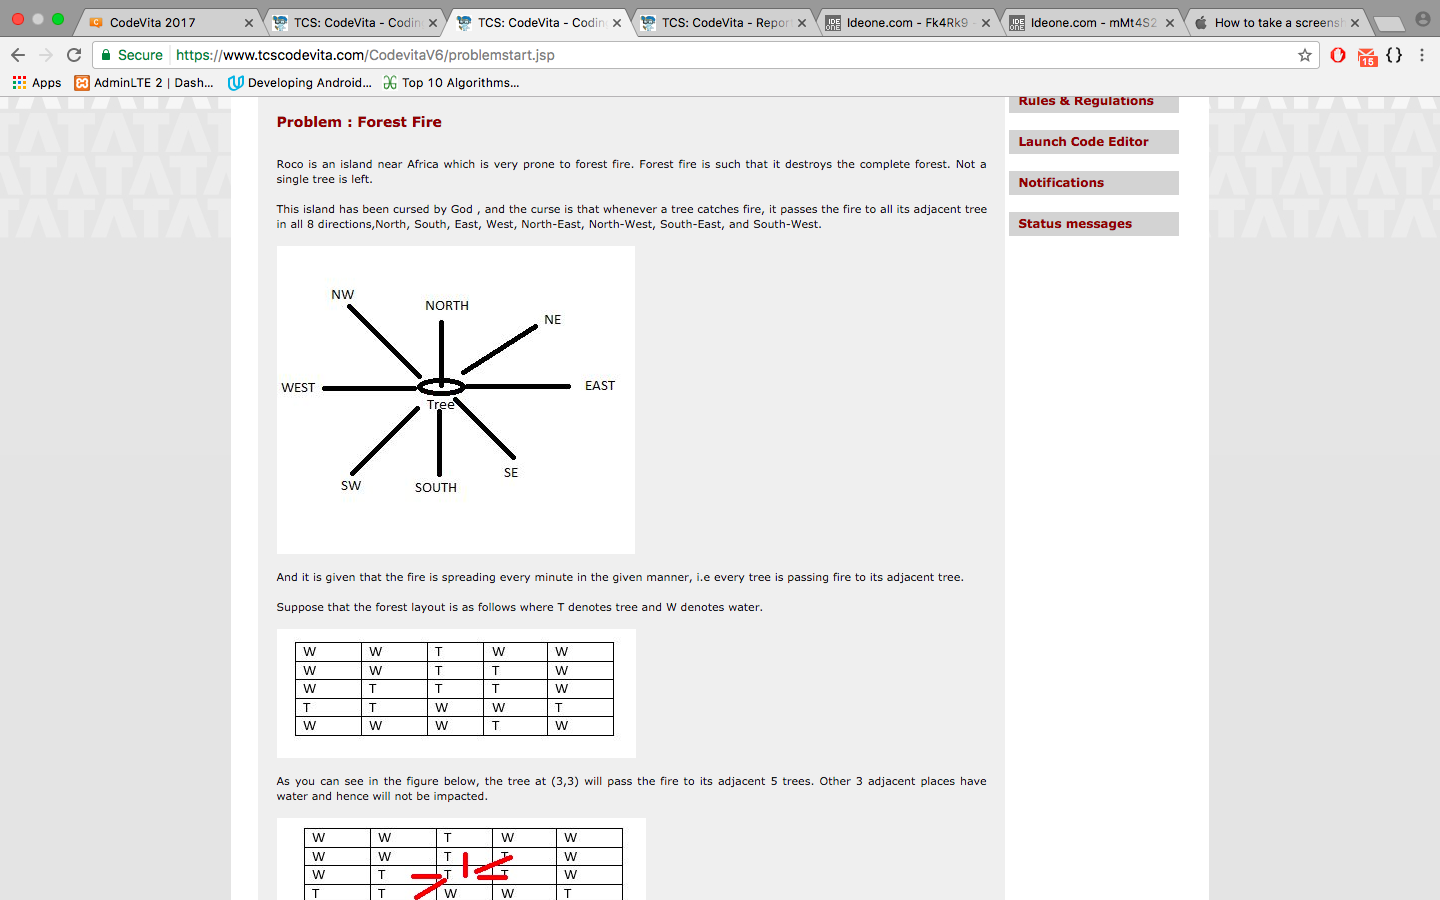 CodeVita 2017
TCS: CodeVita - Codin
TCS: CodeVita - Codin
TCS: CodeVita - Repor
Ideone.com - Fk4Rk9 -
Ideone.com - mMt4S2
How to take a screensh
Secure https://www.tcscodevita.com/CodevitaV6/problemstart.jsp
15
Apps AdminLTE 2 | Dash... Developing Android... Top 10 Algorithms...
Rules & Regulations
Launch Code Editor
Notifications
Status messages
Problem : Forest Fire
Roco is an island near Africa which is very prone to forest fire. Forest fire is such that it destroys the complete forest. Not a
single tree is left.
This island has been cursed by God , and the curse is that whenever a tree catches fire, it passes the fire to all its adjacent tree
in all 8 directions,North, South, East, West, North-East, North-West, South-East, and South-West.
NW
NORTH
NE
WEST
EAST
Tree
SW
SOUTH
SE
And it is given that the fire is spreading every minute in the given manner, i.e every tree is passing fire to its adjacent tree.
Suppose that the forest layout is as follows where T denotes tree and W denotes water.
W W T W W
W W T T W
W T T T W
T T W W T
W W W T W
As you can see in the figure below, the tree at (3,3) will pass the fire to its adjacent 5 trees. Other 3 adjacent places have
water and hence will not be impacted.
W W T W W
W W T T W
W T T T W
T T W W T